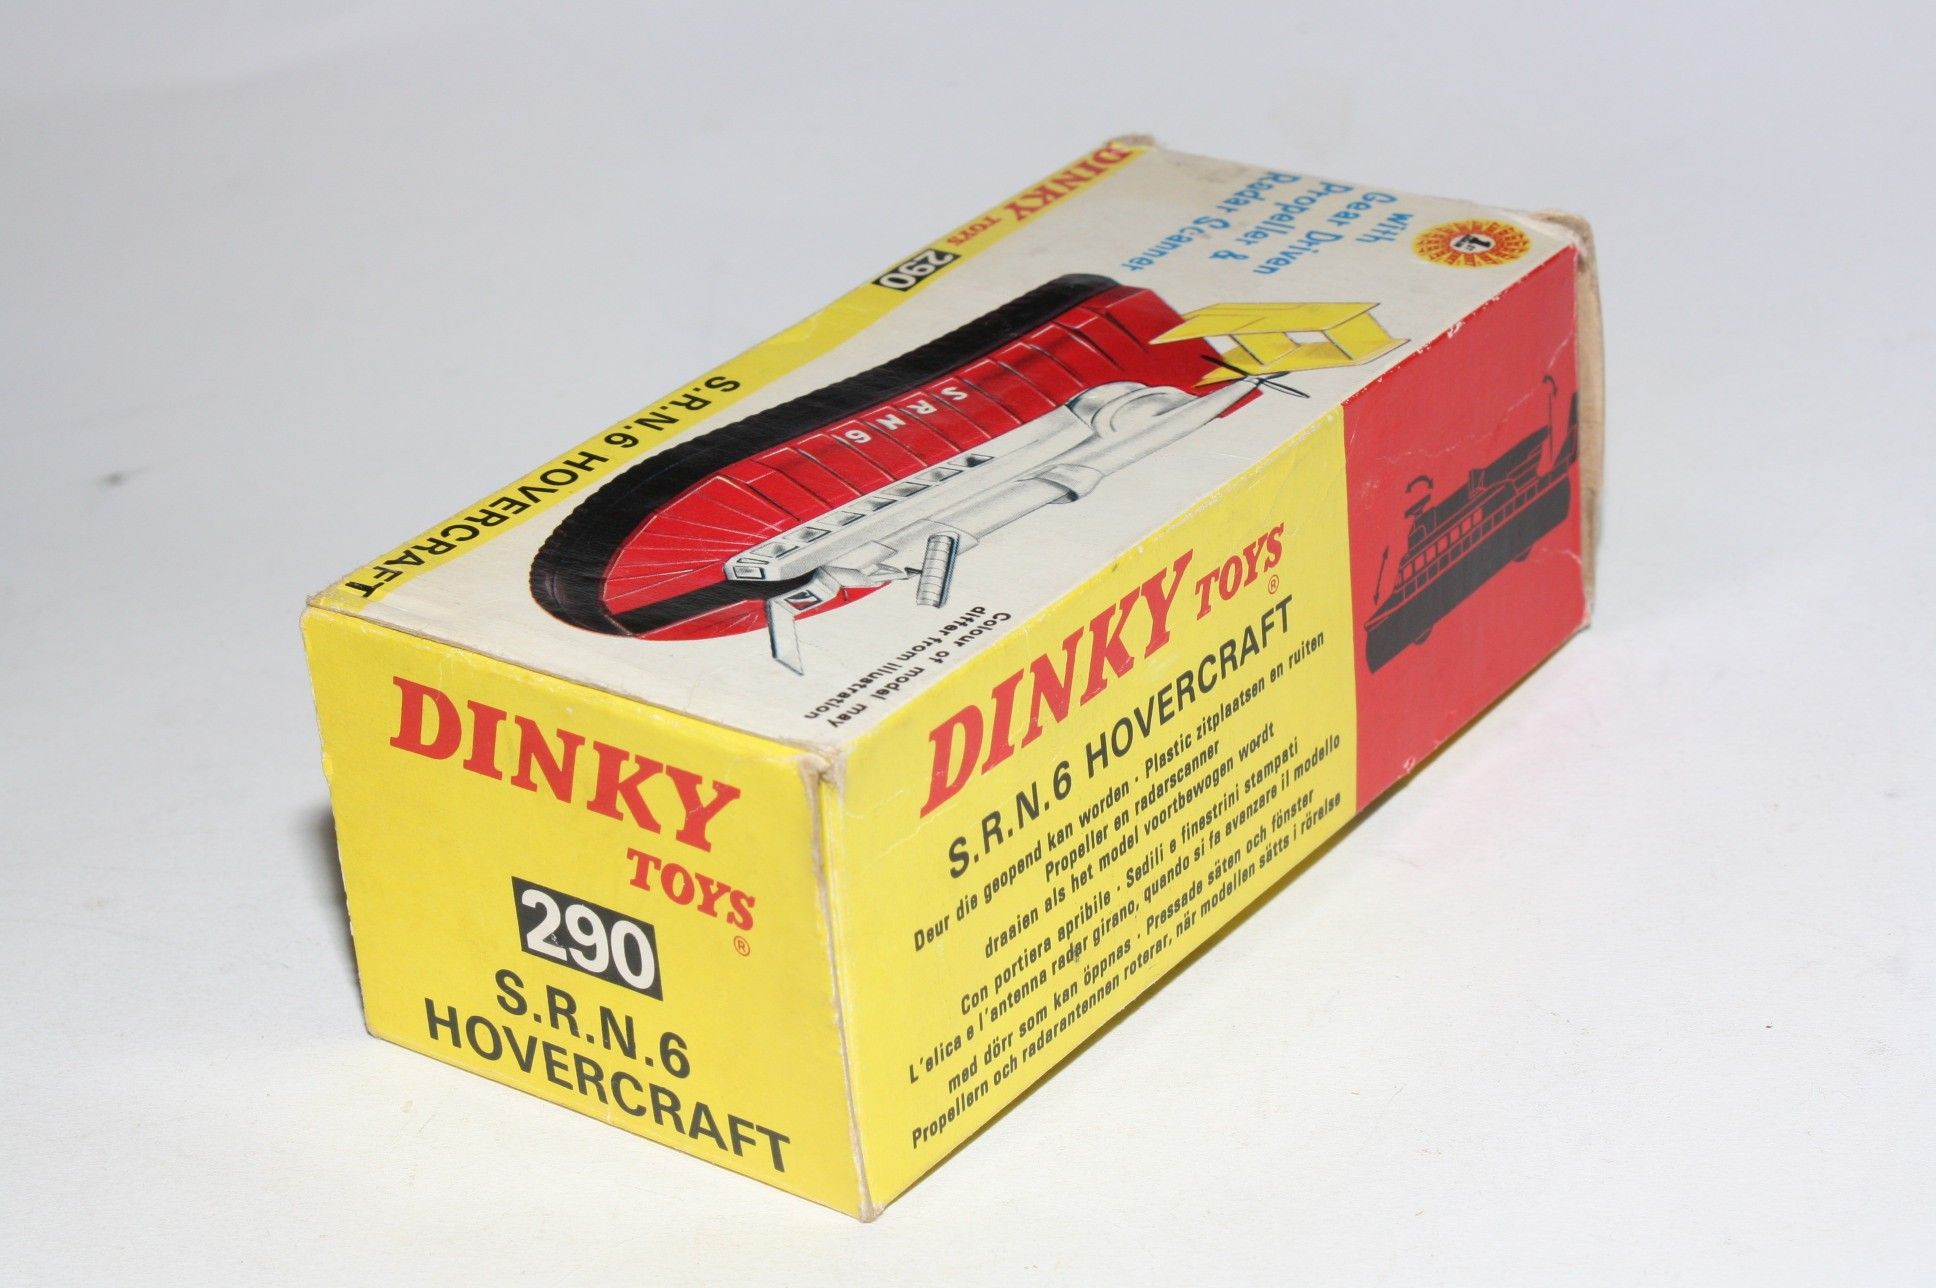 DINKY TOYS
290
S.R.N.6 HOVERCRAFT
with
Gear Driven
Propeller &
Radar Scanner
S.R.N6
Colour of model may
differ from illustration
DINKY
TOYS®
290
S.R.N.6
HOVERCRAFT
DINKY TOYS®
S.R.N.6 HOVERCRAFT
Deur die geopend kan worden · Plastic zitplaatsen en ruiten
Propeller en radarscanner
draaien als het model voortbewogen wordt
Con portiera apribile · Sedili e finestrini stampati
L'elica e l'antenna radar girano, quando si fa avanzare il modello
med dörr som kan öppnas · Pressade säten och fönster
Propellern och radarantennen roterar, när modellen sätts i rörelse